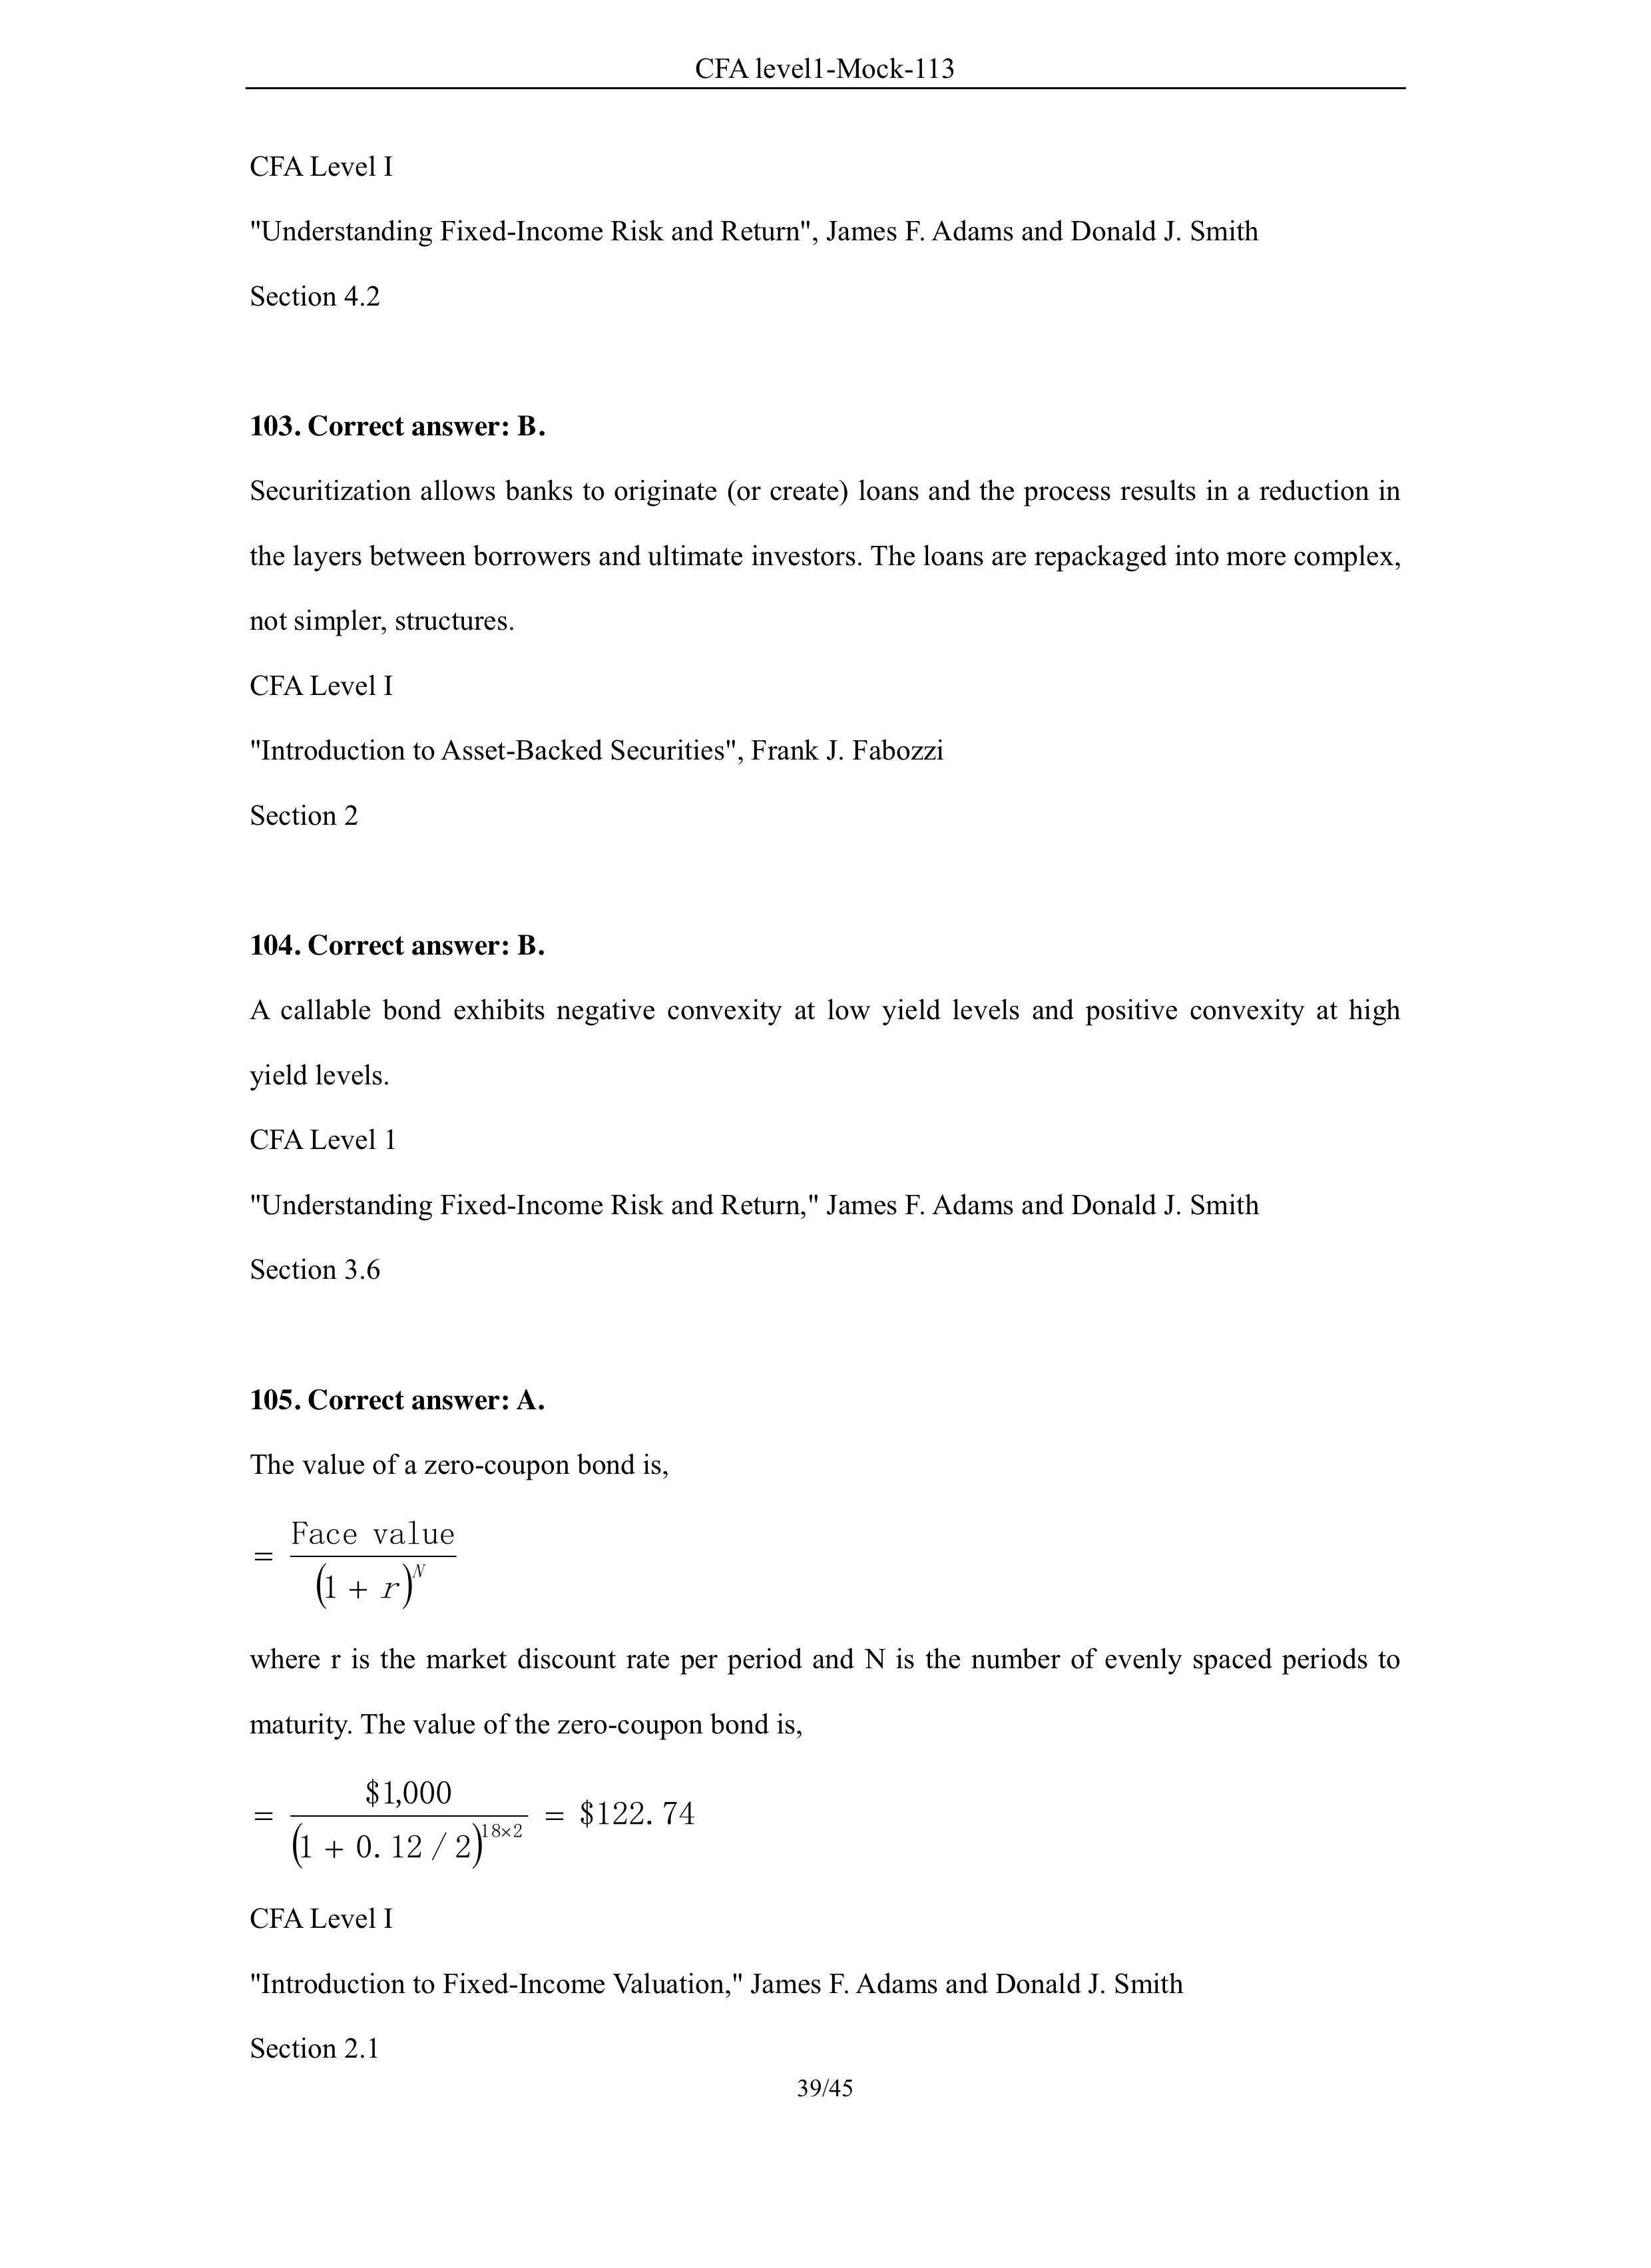 CFA level1-Mock-113
CFA Level I
"Understanding Fixed-Income Risk and Return", James F. Adams and Donald J. Smith
Section 4.2
103. Correct answer: B.
Securitization allows banks to originate (or create) loans and the process results in a reduction in
the layers between borrowers and ultimate investors. The loans are repackaged into more complex,
not simpler, structures.
CFA Level I
"Introduction to Asset-Backed Securities", Frank J. Fabozzi
Section 2
104. Correct answer: B.
A callable bond exhibits negative convexity at low yield levels and positive convexity at high
yield levels.
CFA Level 1
"Understanding Fixed-Income Risk and Return," James F. Adams and Donald J. Smith
Section 3.6
105. Correct answer: A.
The value of a zero-coupon bond is,
= Face value / (1 + r)^N
where r is the market discount rate per period and N is the number of evenly spaced periods to
maturity. The value of the zero-coupon bond is,
= $1,000 / (1 + 0.12 / 2)^18×2 = $122.74
CFA Level I
"Introduction to Fixed-Income Valuation," James F. Adams and Donald J. Smith
Section 2.1
39/45